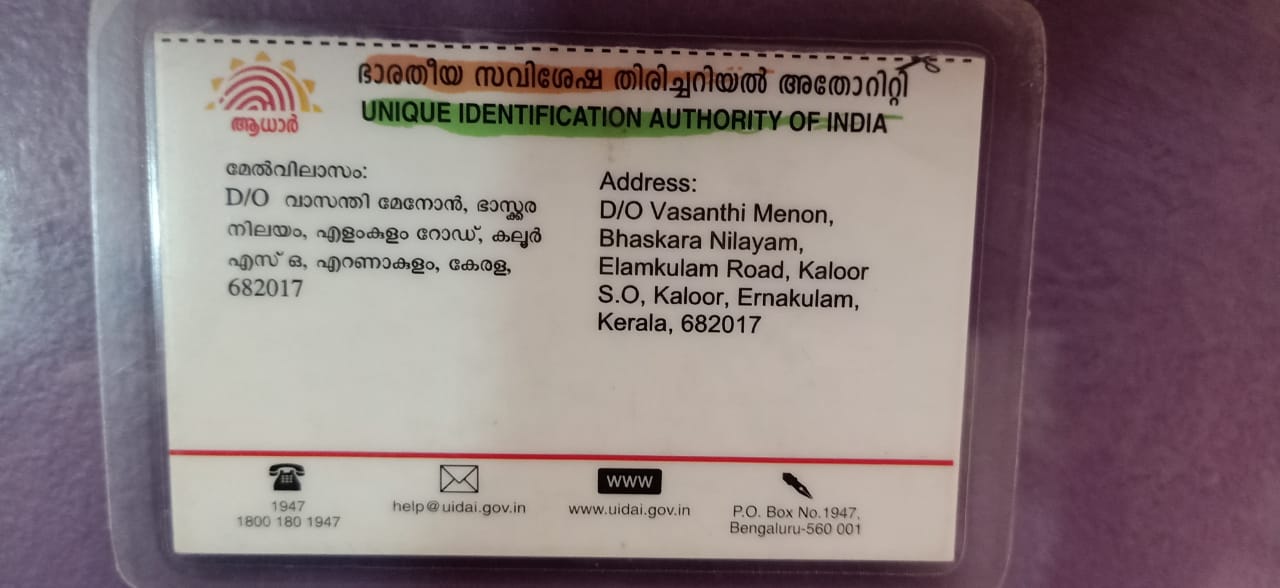 ഭാരതീയ സവിശേഷ തിരിച്ചറിയൽ അതോറിറ്റി
UNIQUE IDENTIFICATION AUTHORITY OF INDIA
ആധാർ
മേൽവിലാസം:
D/O വാസന്തി മേനോൻ, ഭാസ്കര
നിലയം, എളംകുളം റോഡ്, കലൂർ
എസ് ഒ, എറണാകുളം, കേരള,
682017
Address:
D/O Vasanthi Menon,
Bhaskara Nilayam,
Elamkulam Road, Kaloor
S.O, Kaloor, Ernakulam,
Kerala, 682017
1947
1800 180 1947
help@uidai.gov.in
WWW
www.uidai.gov.in
P.O. Box No.1947,
Bengaluru-560 001